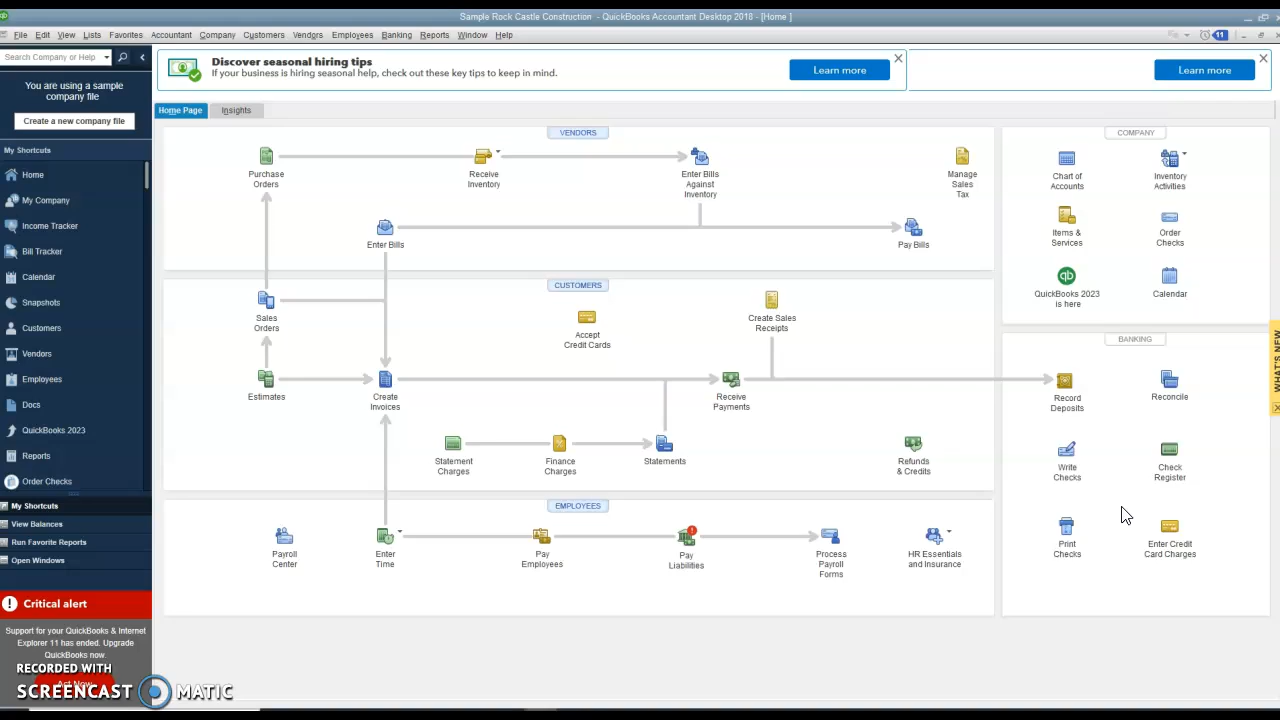 Sample Rock Castle Construction - QuickBooks Accountant Desktop 2018 - [Home ]
File Edit View Lists Favorites Accountant Company Customers Vendors Employees Banking Reports Window Help
11
Search Company or Help
You are using a sample
company file
Create a new company file
My Shortcuts
Home
My Company
Income Tracker
Bill Tracker
Calendar
Snapshots
Customers
Vendors
Employees
Docs
QuickBooks 2023
Reports
Order Checks
My Shortcuts
View Balances
Run Favorite Reports
Open Windows
Critical alert
Support for your QuickBooks & Internet
Explorer 11 has ended. Upgrade
QuickBooks now.
Act Now
RECORDED WITH
SCREENCAST MATIC
Discover seasonal hiring tips
If your business is hiring seasonal help, check out these key tips to keep in mind.
Learn more
Learn more
Home Page
Insights
VENDORS
Purchase
Orders
Receive
Inventory
Enter Bills
Against
Inventory
Manage
Sales
Tax
Enter Bills
Pay Bills
CUSTOMERS
Sales
Orders
Accept
Credit Cards
Create Sales
Receipts
Estimates
Create
Invoices
Receive
Payments
Statement
Charges
Finance
Charges
Statements
Refunds
& Credits
EMPLOYEES
Payroll
Center
Enter
Time
Pay
Employees
Pay
Liabilities
Process
Payroll
Forms
HR Essentials
and Insurance
COMPANY
Chart of
Accounts
Inventory
Activities
Items &
Services
Order
Checks
qb
QuickBooks 2023
is here
Calendar
BANKING
Record
Deposits
Reconcile
Write
Checks
Check
Register
Print
Checks
Enter Credit
Card Charges
WHAT'S NEW